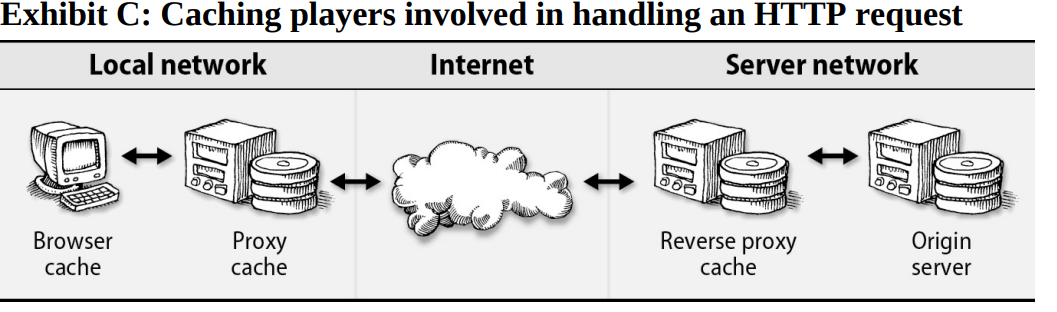 Exhibit C: Caching players involved in handling an HTTP request
Local network
Internet
Server network
Browser
cache
Proxy
cache
Reverse proxy
cache
Origin
server